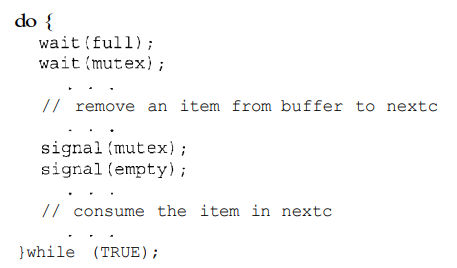 do {
wait(full);
wait(mutex);
. . .
// remove an item from buffer to nextc
. . .
signal(mutex);
signal(empty);
. . .
// consume the item in nextc
. . .
}while (TRUE);